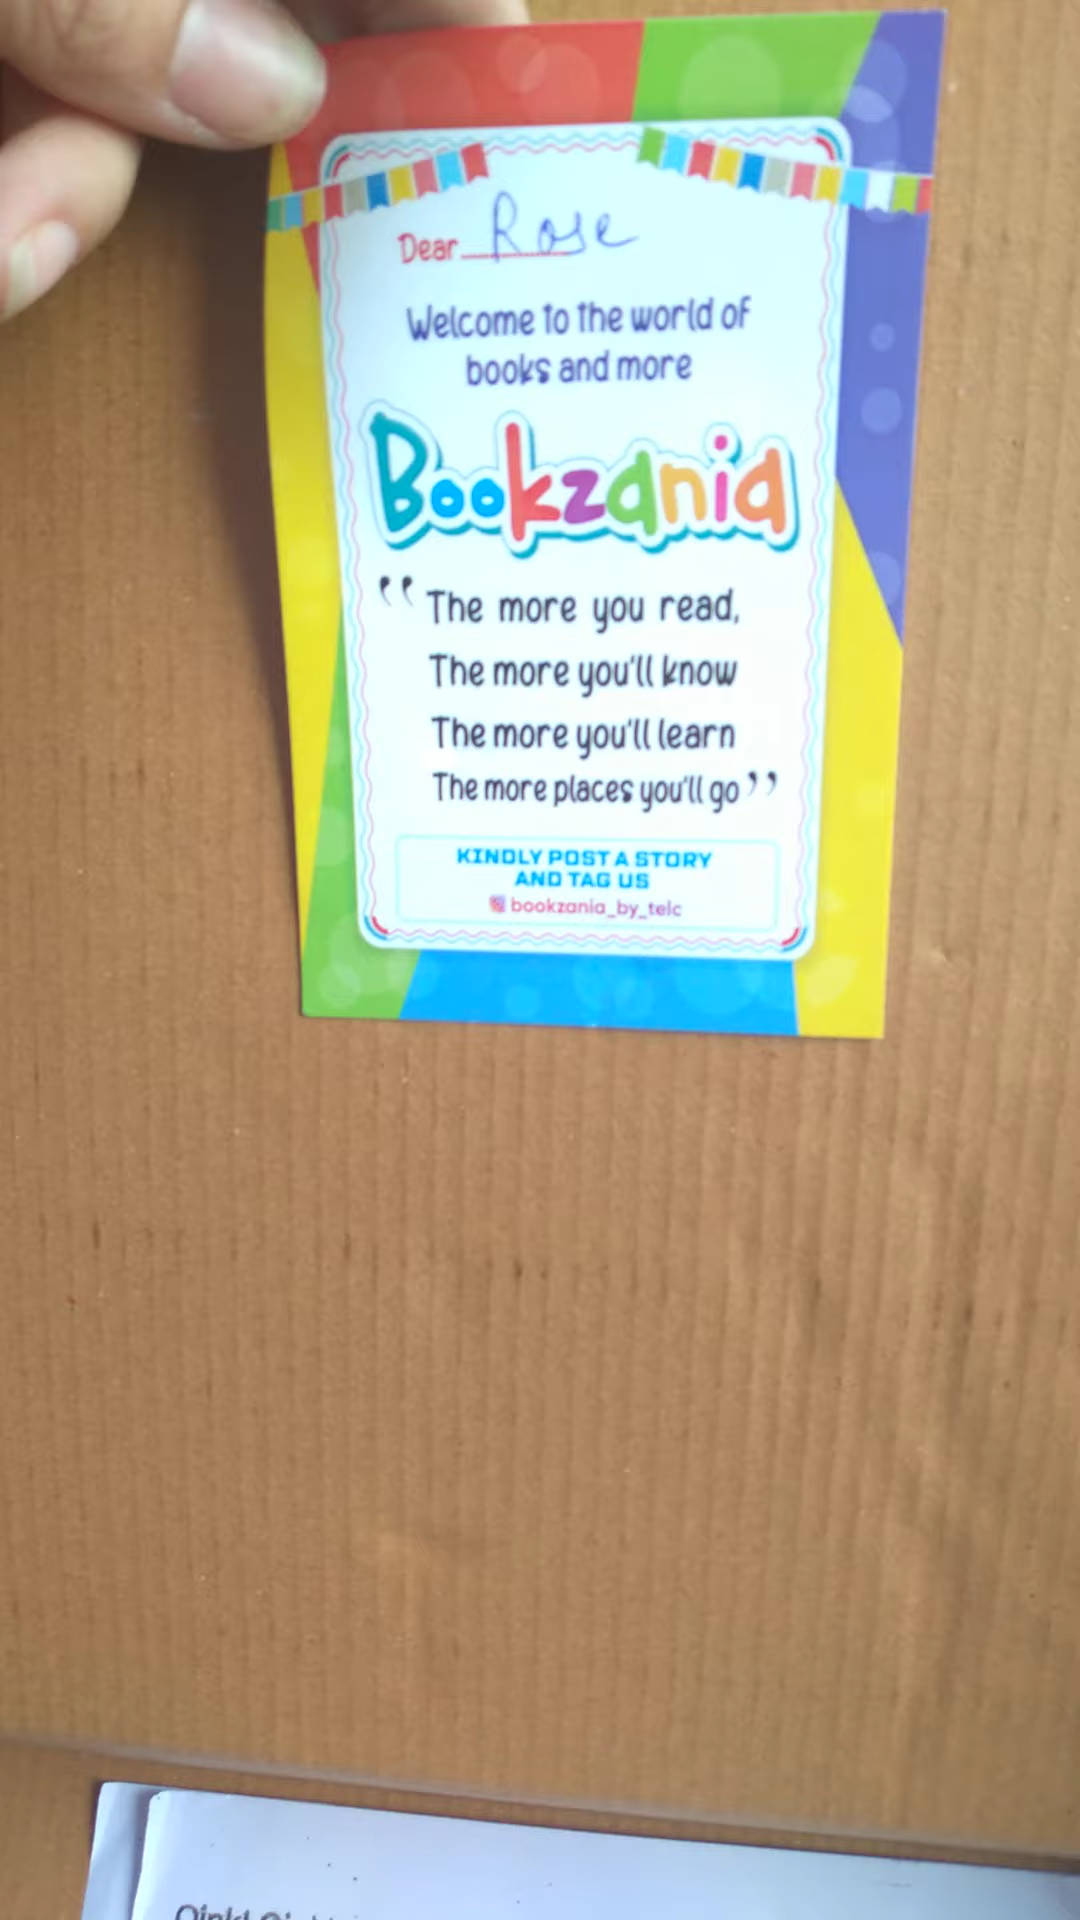 Dear Rose
Welcome to the world of
books and more
Bookzania
“The more you read,
The more you'll know
The more you'll learn
The more places you'll go”
KINDLY POST A STORY
AND TAG US
bookzania_by_telc
Oink!